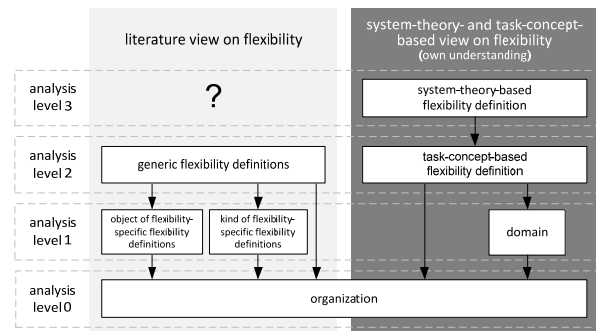 literature view on flexibility
system-theory- and task-concept-
based view on flexibility
(own understanding)
analysis
level 3
?
system-theory-based
flexibility definition
analysis
level 2
generic flexibility definitions
task-concept-based
flexibility definition
analysis
level 1
object of flexibility-
specific flexibility
definitions
kind of flexibility-
specific flexibility
definitions
domain
analysis
level 0
organization